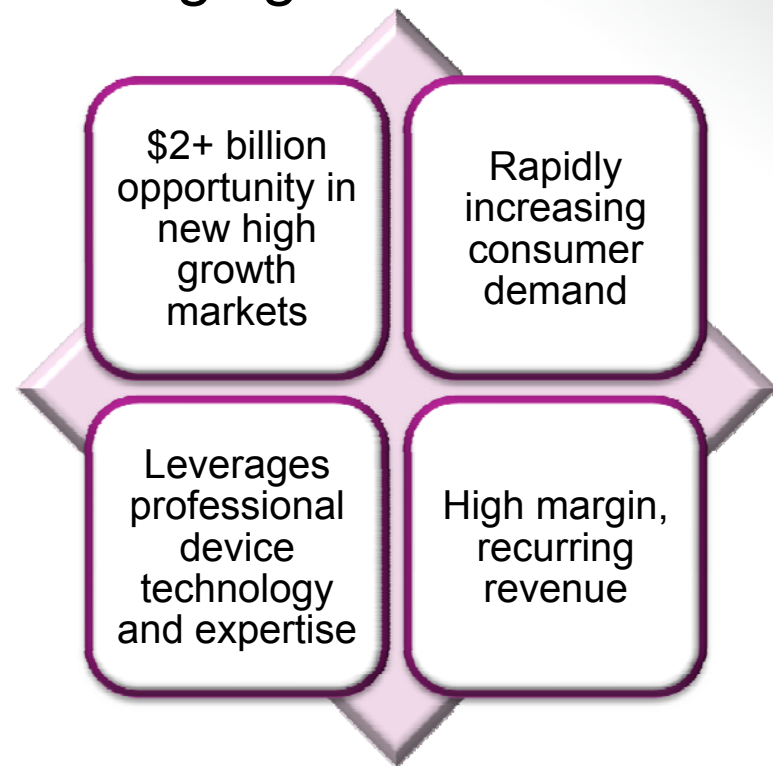 $2+ billion
opportunity in
new high
growth
markets
Rapidly
increasing
consumer
demand
Leverages
professional
device
technology
and expertise
High margin,
recurring
revenue